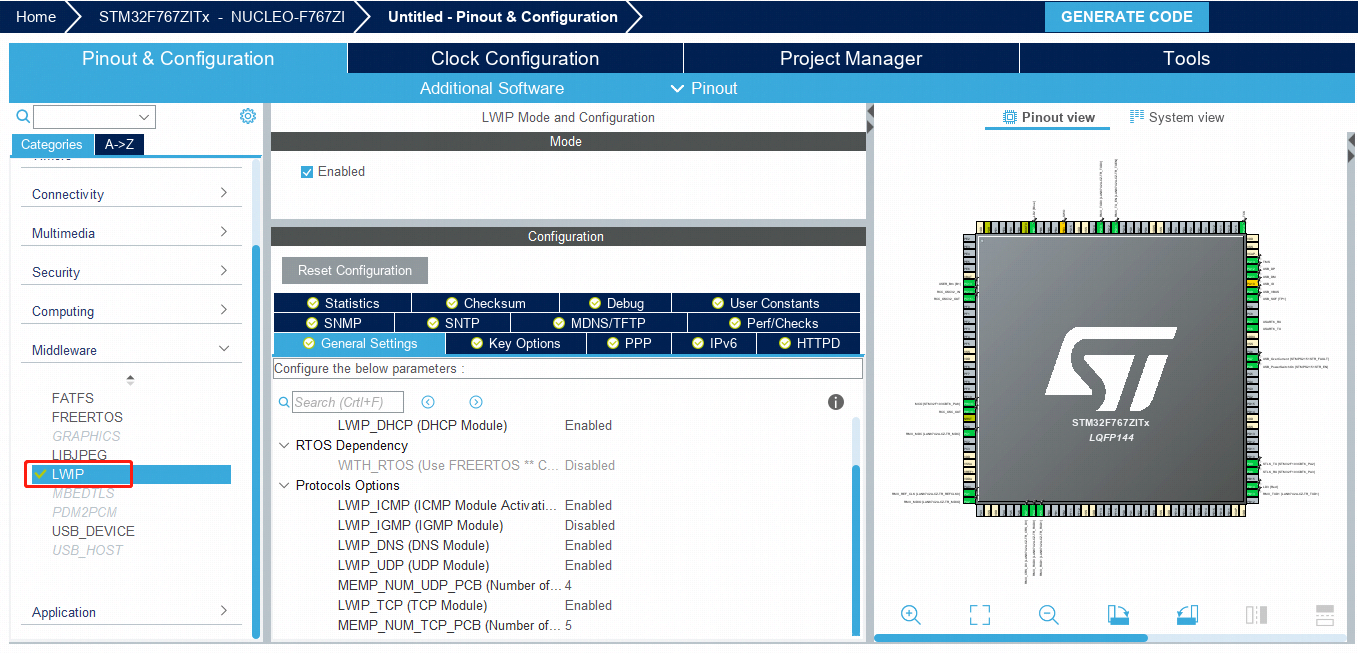 Home
STM32F767ZITx - NUCLEO-F767ZI
Untitled - Pinout & Configuration
GENERATE CODE
Pinout & Configuration
Clock Configuration
Project Manager
Tools
Additional Software
Pinout
Categories
A->Z
Connectivity
Multimedia
Security
Computing
Middleware
FATFS
FREERTOS
GRAPHICS
LIBJPEG
LWIP
MBEDTLS
PDM2PCM
USB_DEVICE
USB_HOST
Application
LWIP Mode and Configuration
Mode
Enabled
Configuration
Reset Configuration
Statistics
Checksum
Debug
User Constants
SNMP
SNTP
MDNS/TFTP
Perf/Checks
General Settings
Key Options
PPP
IPv6
HTTPD
Configure the below parameters :
Search (Crtl+F)
LWIP_DHCP (DHCP Module) Enabled
RTOS Dependency
WITH_RTOS (Use FREERTOS ** C... Disabled
Protocols Options
LWIP_ICMP (ICMP Module Activati... Enabled
LWIP_IGMP (IGMP Module) Disabled
LWIP_DNS (DNS Module) Enabled
LWIP_UDP (UDP Module) Enabled
MEMP_NUM_UDP_PCB (Number of... 4
LWIP_TCP (TCP Module) Enabled
MEMP_NUM_TCP_PCB (Number of... 5
Pinout view
System view
STM32F767ZITx
LQFP144